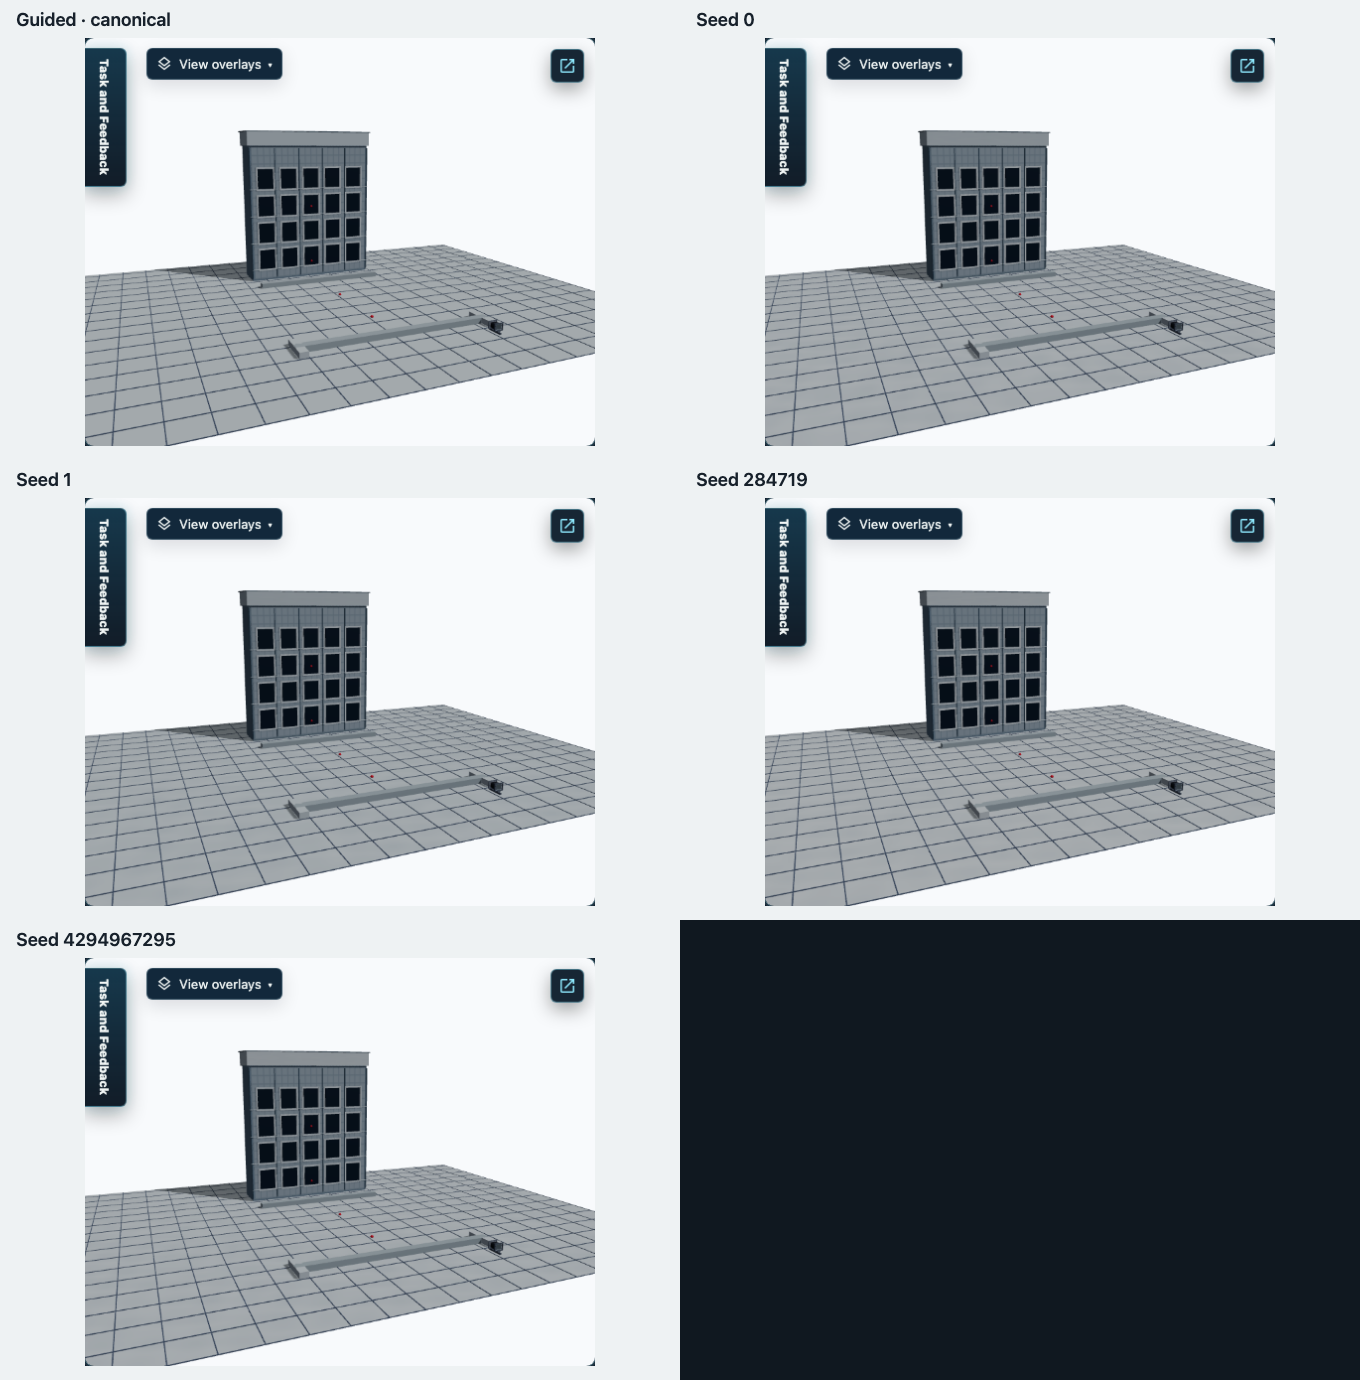 Guided · canonical
Task and Feedback
View overlays ▾
Seed 0
Task and Feedback
View overlays ▾
Seed 1
Task and Feedback
View overlays ▾
Seed 284719
Task and Feedback
View overlays ▾
Seed 4294967295
Task and Feedback
View overlays ▾